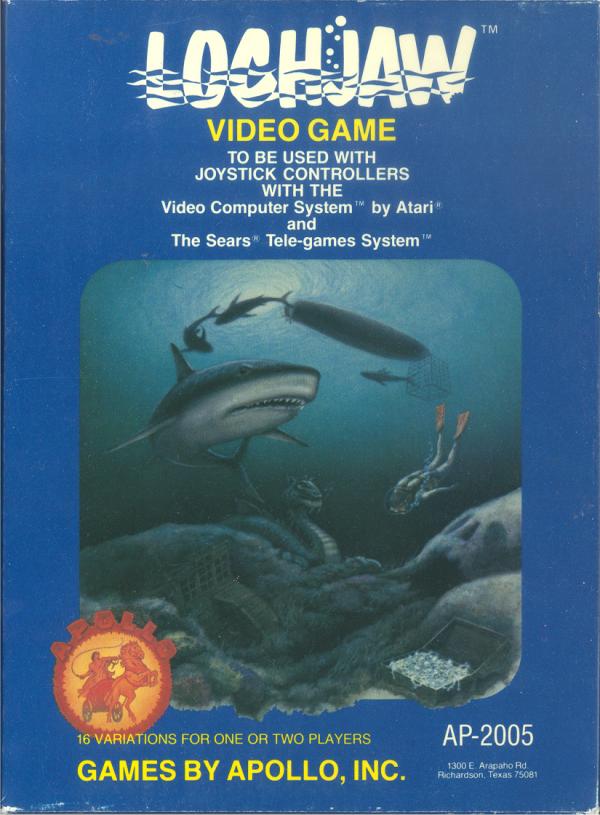 LOCHJAW™
VIDEO GAME
TO BE USED WITH
JOYSTICK CONTROLLERS
WITH THE
Video Computer System™ by Atari®
and
The Sears® Tele-games System™
APOLLO
16 VARIATIONS FOR ONE OR TWO PLAYERS
GAMES BY APOLLO, INC.
AP-2005
1300 E. Arapaho Rd.
Richardson, Texas 75081